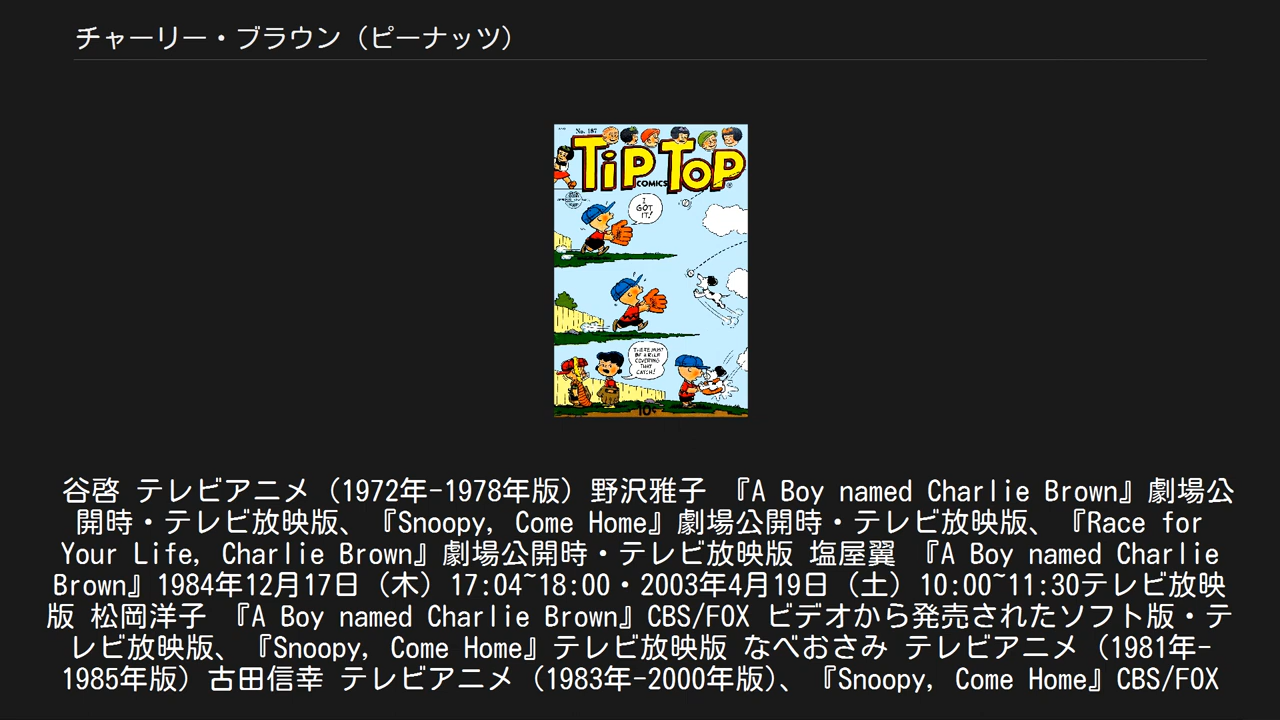 チャーリー・ブラウン（ピーナッツ）
No. 187
TiP TOP
COMICS
I GOT IT!
THERE MUST
BE A RULE
COVERING
THAT
CATCH!
10¢
谷啓 テレビアニメ（1972年-1978年版）野沢雅子 『A Boy named Charlie Brown』劇場公
開時・テレビ放映版、『Snoopy, Come Home』劇場公開時・テレビ放映版、『Race for
Your Life, Charlie Brown』劇場公開時・テレビ放映版 塩屋翼 『A Boy named Charlie
Brown』1984年12月17日（木）17:04~18:00・2003年4月19日（土）10:00~11:30テレビ放映
版 松岡洋子 『A Boy named Charlie Brown』CBS/FOX ビデオから発売されたソフト版・テ
レビ放映版、『Snoopy, Come Home』テレビ放映版 なべおさみ テレビアニメ（1981年-
1985年版）古田信幸 テレビアニメ（1983年-2000年版）、『Snoopy, Come Home』CBS/FOX